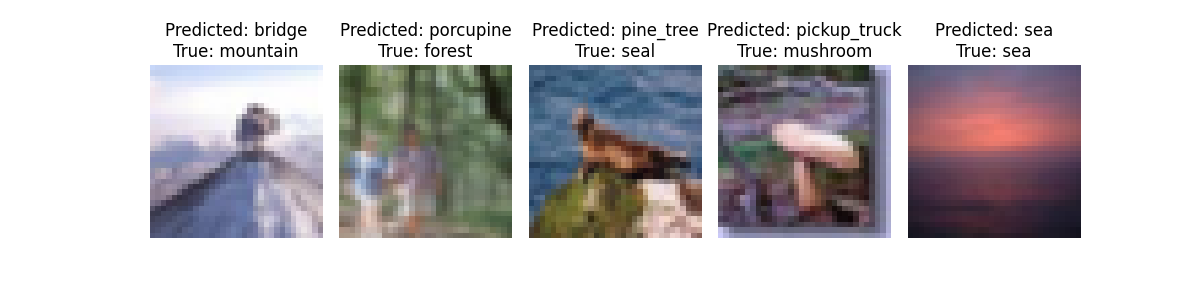 Predicted: bridge
True: mountain
Predicted: porcupine
True: forest
Predicted: pine_tree
True: seal
Predicted: pickup_truck
True: mushroom
Predicted: sea
True: sea